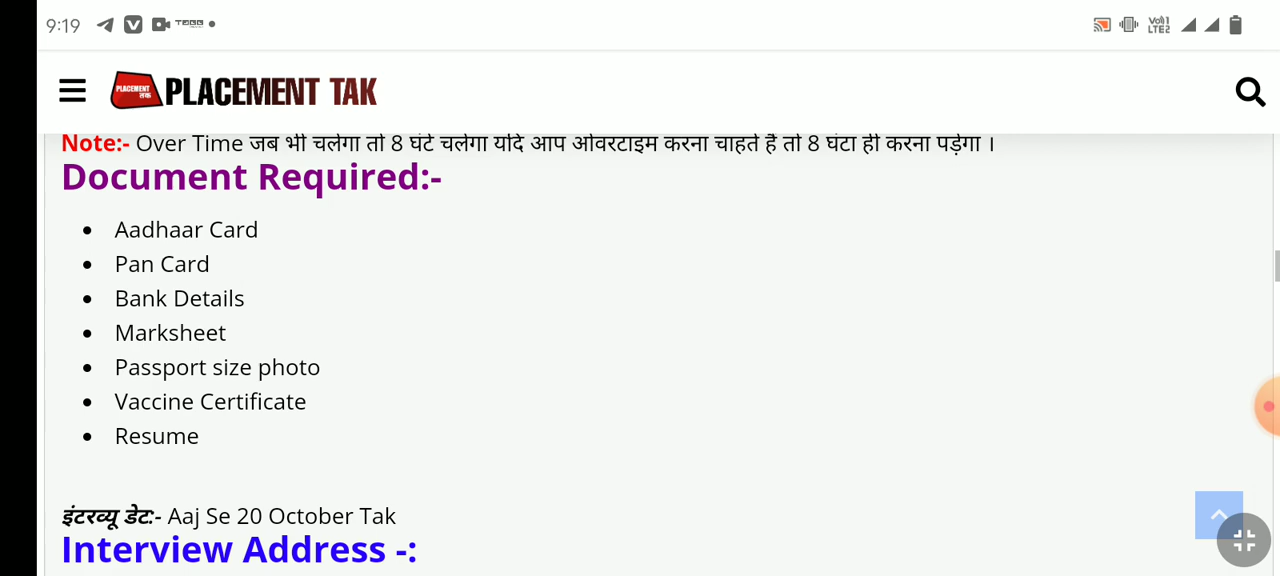 9:19
PLACEMENT TAK
Note:- Over Time जब भी चलेगा तो 8 घंटे चलेगा यदि आप ओवरटाइम करना चाहते हैं तो 8 घंटा ही करना पड़ेगा ।
Document Required:-
Aadhaar Card
Pan Card
Bank Details
Marksheet
Passport size photo
Vaccine Certificate
Resume
इंटरव्यू डेट:- Aaj Se 20 October Tak
Interview Address -: